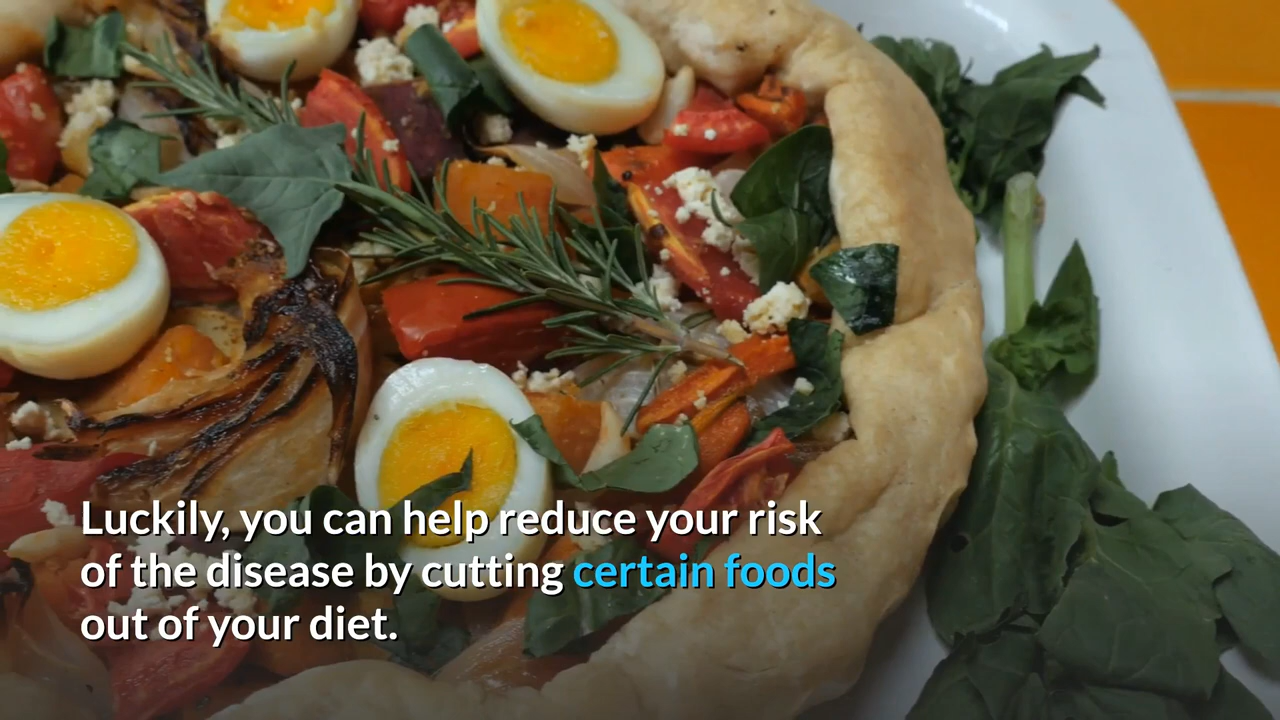 Luckily, you can help reduce your risk
of the disease by cutting certain foods
out of your diet.